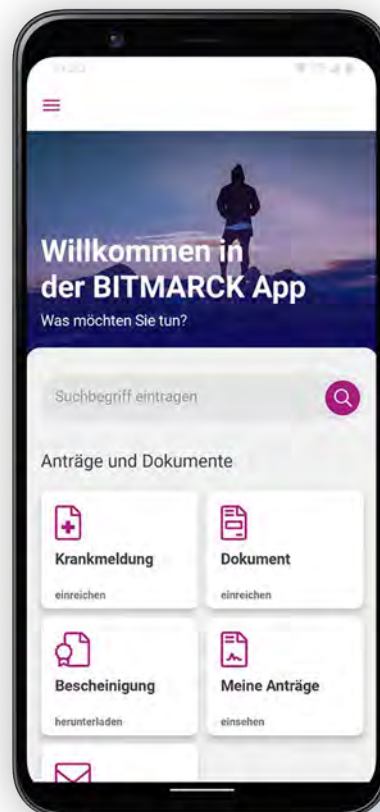 Willkommen in
der BITMARCK App
Was möchten Sie tun?
Suchbegriff eintragen
Anträge und Dokumente
Krankmeldung
einreichen
Dokument
einreichen
Bescheinigung
herunterladen
Meine Anträge
einsehen